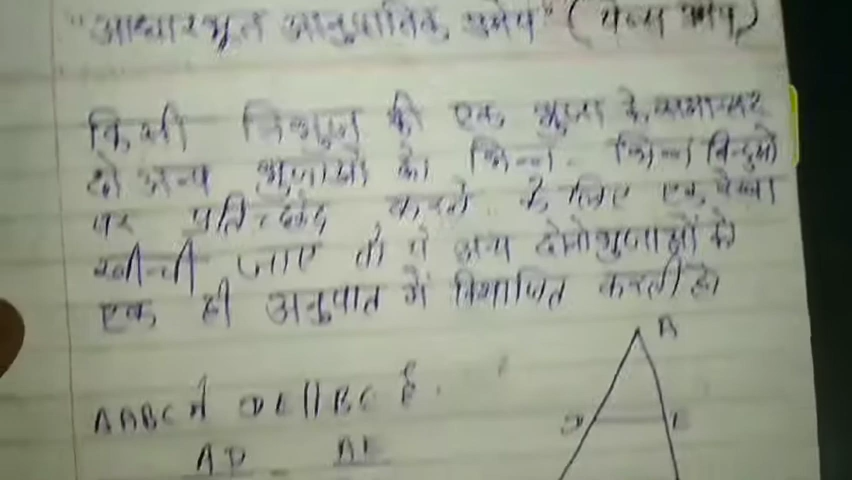 "आधारभूत आनुपातिक प्रमेय" (थेल्स प्रमेय)
किसी त्रिभुज की एक भुजा के समान्तर
दो अन्य भुजाओं को भिन्न-भिन्न बिन्दुओं
पर प्रतिच्छेद करने के लिए एक रेखा
खींची जाए तो ये अन्य दोनों भुजाओं को
एक ही अनुपात में विभाजित करती है।
A
ΔABC में DE||BC है.
D E
AD = AE